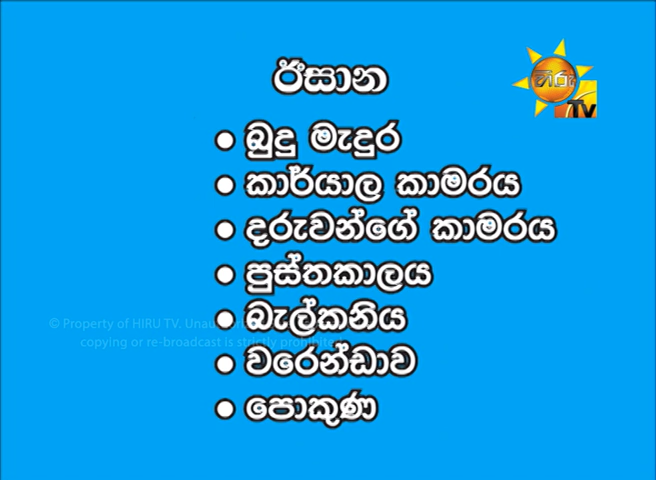 ඊසාන
හිරු
Tv
• බුදු මැදුර
• කාර්යාල කාමරය
• දරුවන්ගේ කාමරය
• පුස්තකාලය
• බැල්කනිය
• වරෙන්ඩාව
• පොකුණ
© Property of HIRU TV.
copying or re-broadcast is strictly prohibited